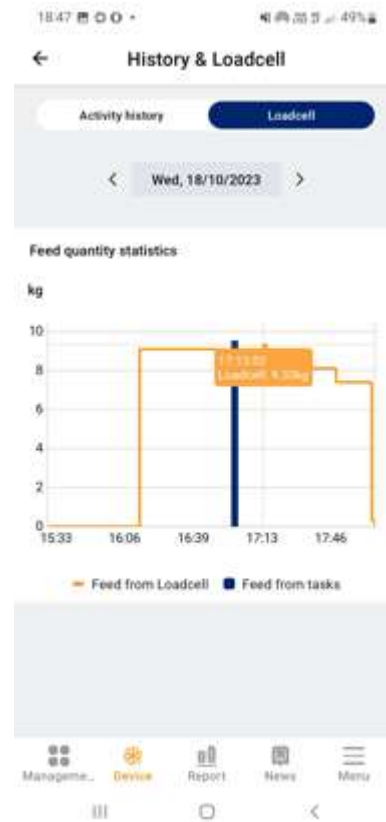 18:47
49%
History & Loadcell
Activity history
Loadcell
Wed, 18/10/2023
Feed quantity statistics
kg
10
8
6
4
2
0
15:33 16:06 16:39 17:13 17:46
Feed from Loadcell Feed from tasks
Manageme... Device Report News Menu